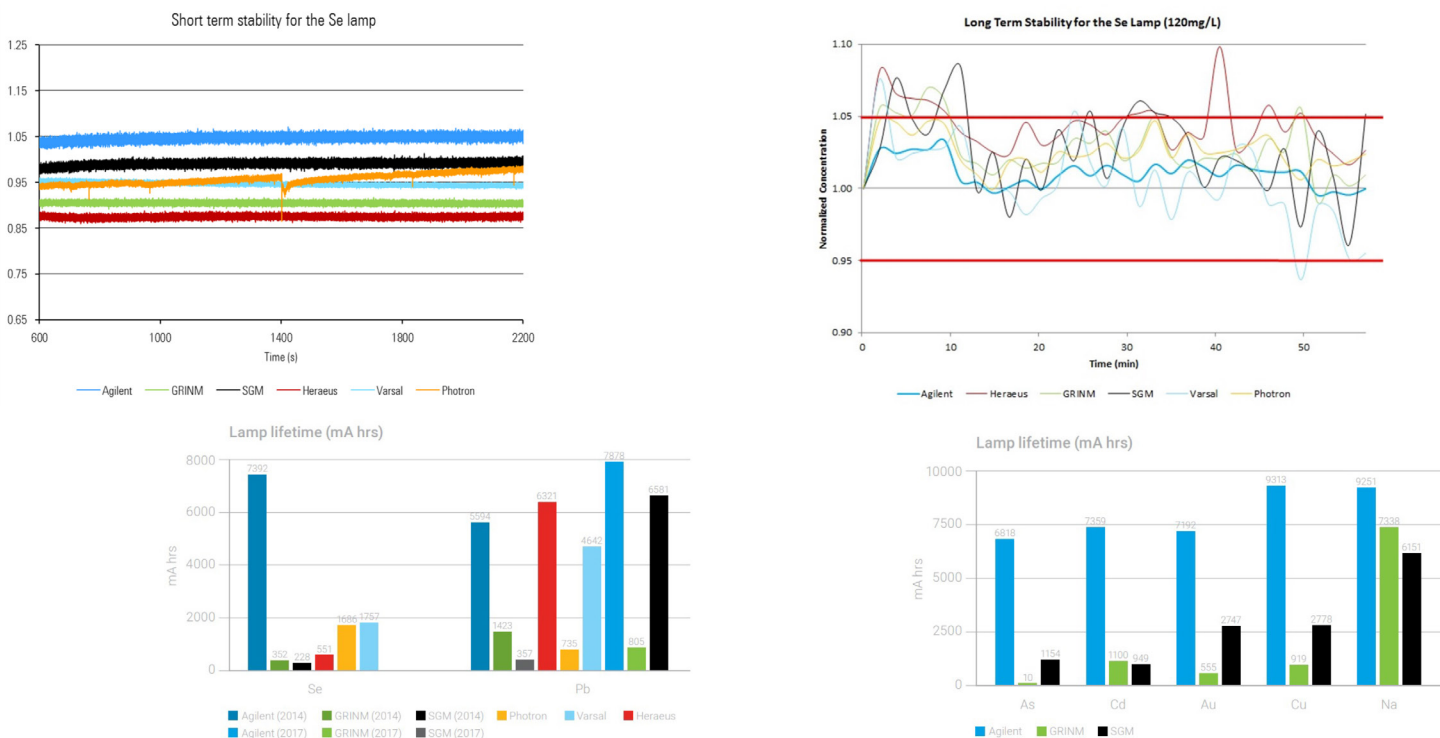 Short term stability for the Se lamp
1.25
1.15
1.05
0.95
0.85
0.75
0.65
600 1000 1400 1800 2200
Time (s)
Agilent GRINM SGM Heraeus Varsal Photron
Long Term Stability for the Se Lamp (120mg/L)
Normalized Concentration
1.10
1.05
1.00
0.95
0.90
0 10 20 30 40 50
Time (min)
Agilent Heraeus GRINM SGM Varsal Photron
Lamp lifetime (mA hrs)
mA hrs
8000
6000
4000
2000
0
7392 352 228 551 1686 1757
5594 1423 357 6321 735 4642 7878 805 6581
Se Pb
Agilent (2014) GRINM (2014) SGM (2014) Photron Varsal Heraeus
Agilent (2017) GRINM (2017) SGM (2017)
Lamp lifetime (mA hrs)
mA hrs
10000
7500
5000
2500
0
6818 10 1154
7359 1100 949
7192 555 2747
9313 919 2778
9251 7338 6151
As Cd Au Cu Na
Agilent GRINM SGM